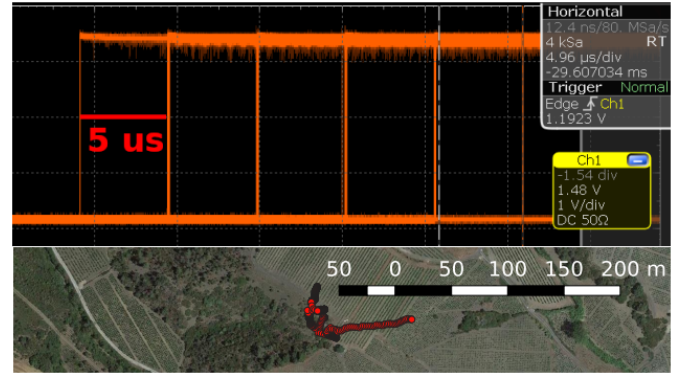 Horizontal
12.4 ns/80. MSa/s
4 kSa RT
4.96 µs/div
-29.607034 ms
Trigger Normal
Edge Ch1
1.1923 V
5 us
Ch1
-1.54 div
1.48 V
1 V/div
DC 50Ω
50 0 50 100 150 200 m